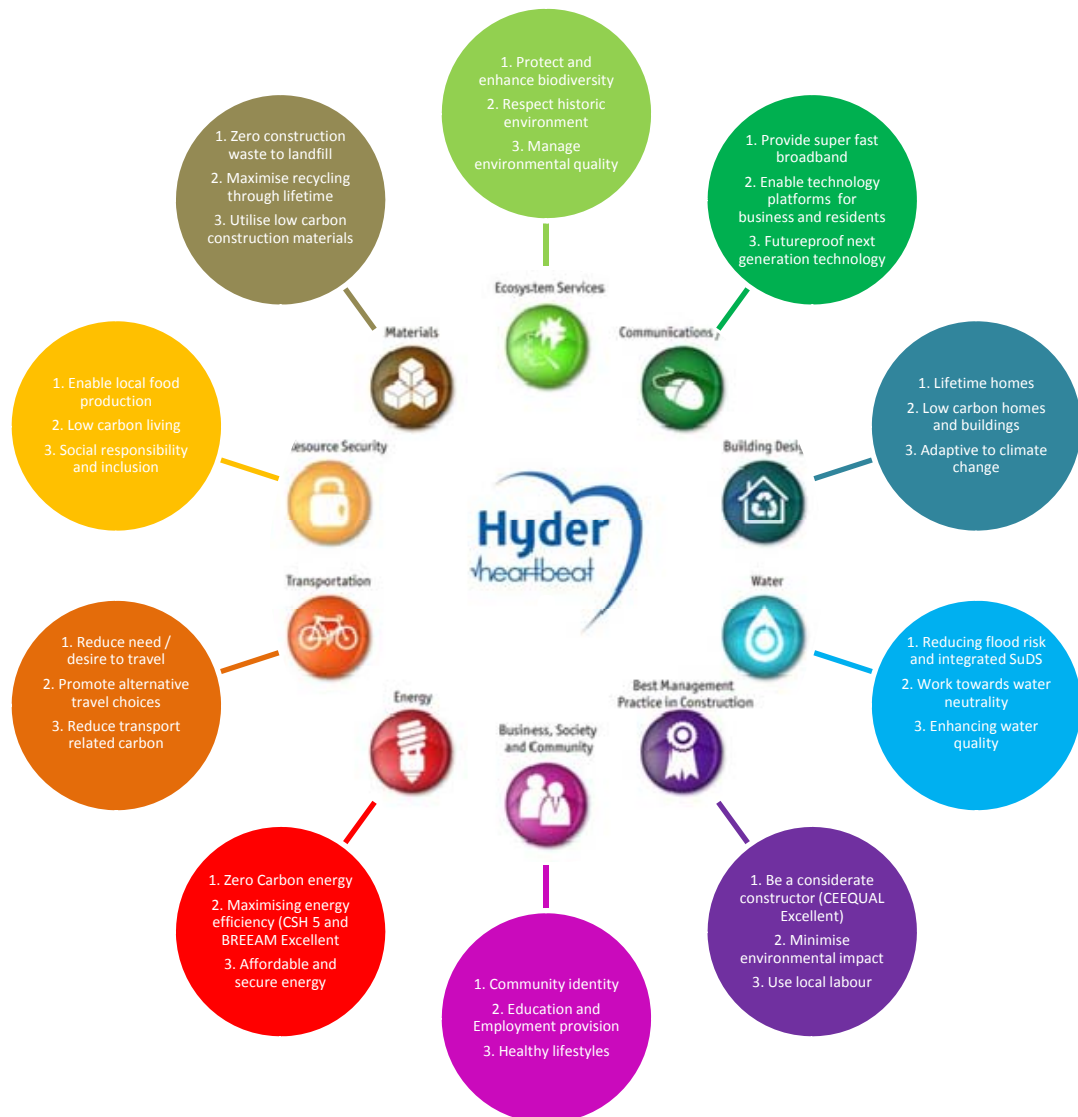 1. Protect and
enhance biodiversity
2. Respect historic
environment
3. Manage
environmental quality
1. Provide super fast
broadband
2. Enable technology
platforms for
business and residents
3. Futureproof next
generation technology
1. Lifetime homes
2. Low carbon homes
and buildings
3. Adaptive to climate
change
1. Reducing flood risk
and integrated SuDS
2. Work towards water
neutrality
3. Enhancing water
quality
1. Be a considerate
constructor (CEEQUAL
Excellent)
2. Minimise
environmental impact
3. Use local labour
1. Community identity
2. Education and
Employment provision
3. Healthy lifestyles
1. Zero Carbon energy
2. Maximising energy
efficiency (CSH 5 and
BREEAM Excellent
3. Affordable and
secure energy
1. Reduce need /
desire to travel
2. Promote alternative
travel choices
3. Reduce transport
related carbon
1. Enable local food
production
2. Low carbon living
3. Social responsibility
and inclusion
1. Zero construction
waste to landfill
2. Maximise recycling
through lifetime
3. Utilise low carbon
construction materials
Ecosystem Services
Communications
Building Desig
Water
Best Management
Practice in Construction
Business, Society
and Community
Energy
Transportation
esource Security
Materials
Hyder
heartbeat